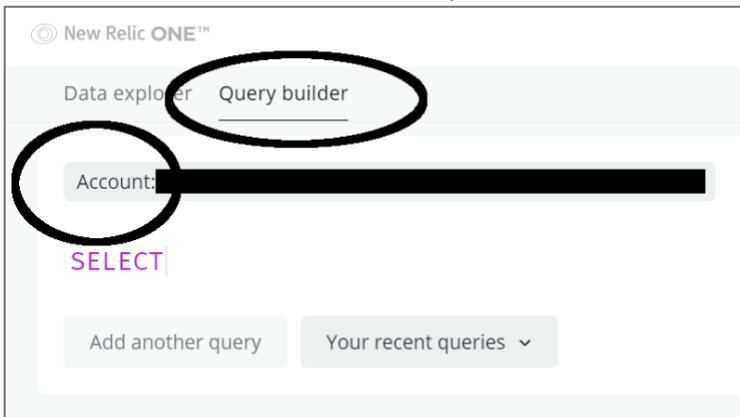 New Relic ONE™
Data explorer Query builder
Account:
SELECT
Add another query Your recent queries